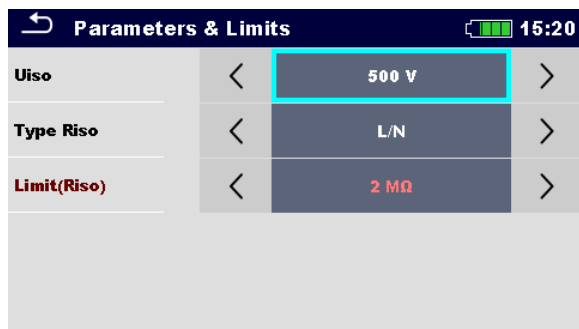 Parameters & Limits 15:20
Uiso 500 V
Type Riso L/N
Limit(Riso) 2 MΩ